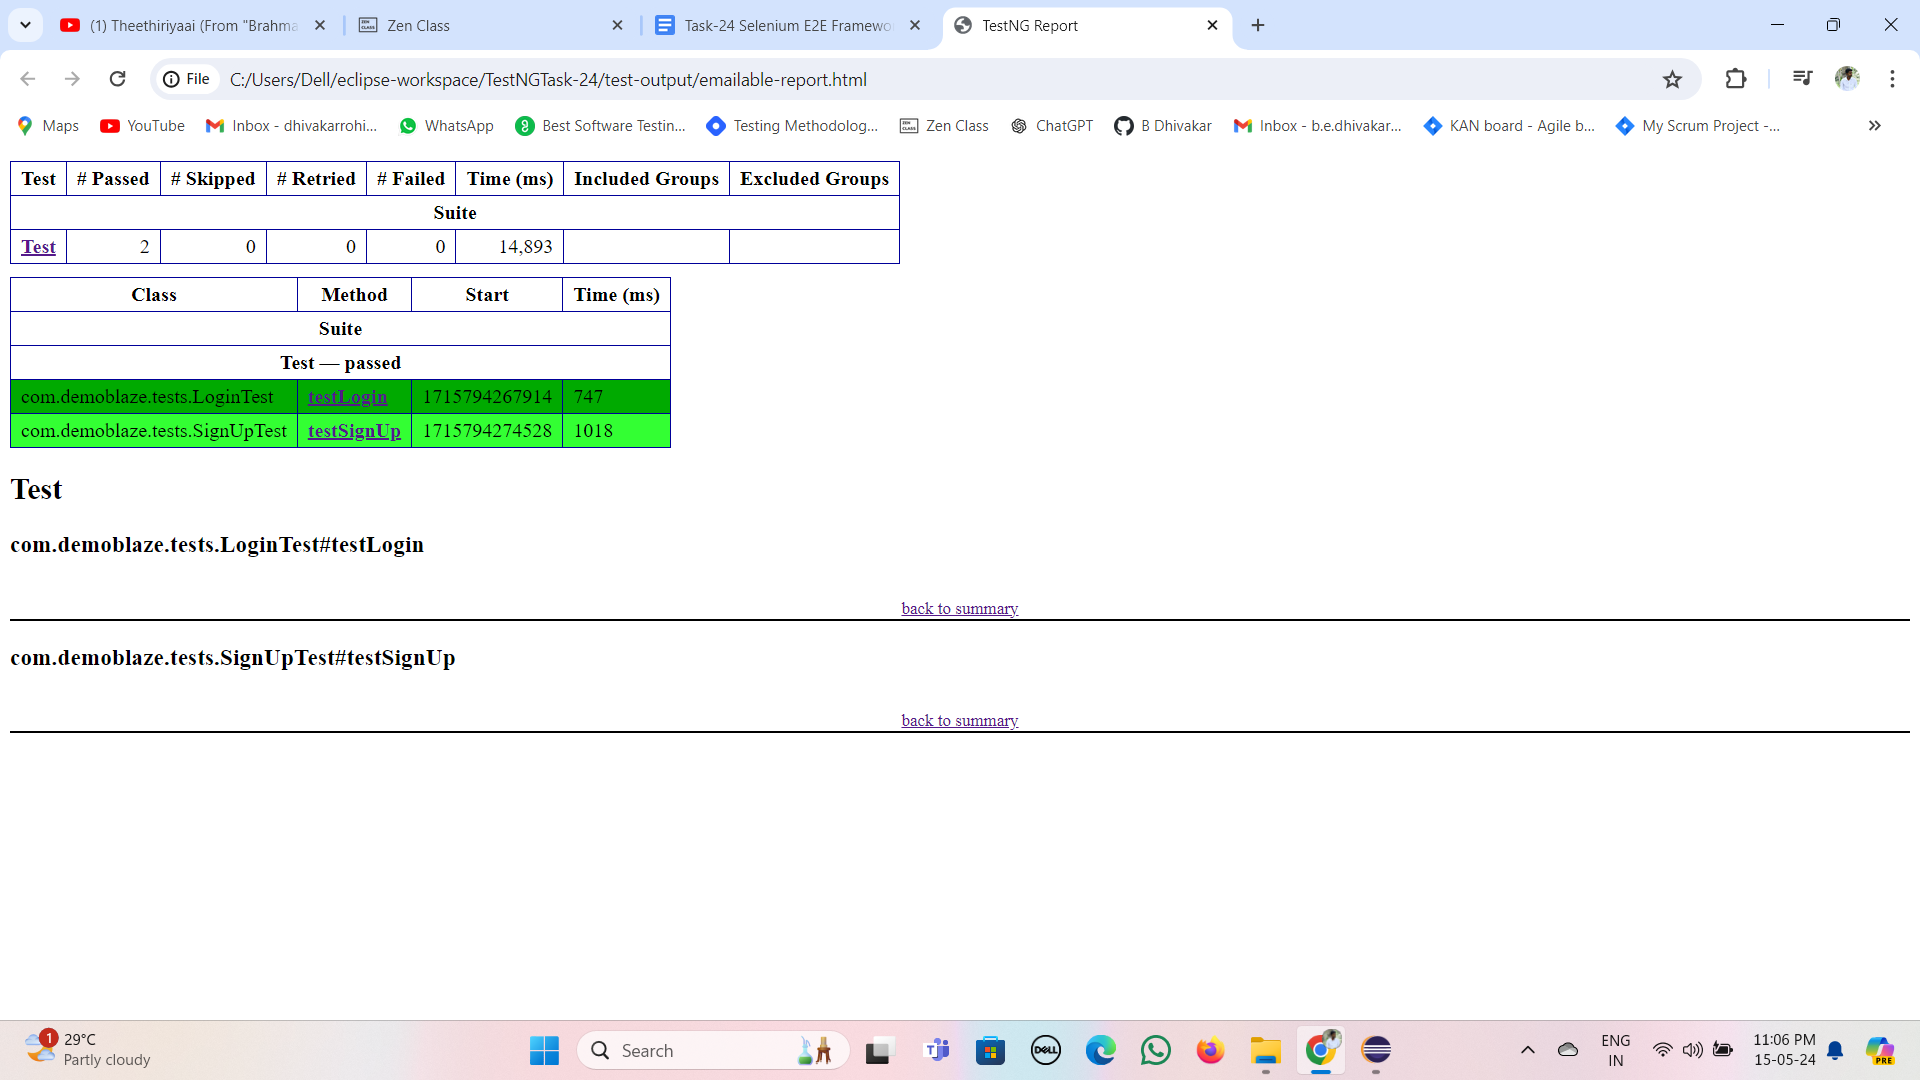 (1) Theethiriyaai (From "Brahma
Zen Class
Task-24 Selenium E2E Framewo
TestNG Report
File
C:/Users/Dell/eclipse-workspace/TestNGTask-24/test-output/emailable-report.html
Maps
YouTube
Inbox - dhivakarrohi...
WhatsApp
Best Software Testin...
Testing Methodolog...
ZEN CLASS
Zen Class
ChatGPT
B Dhivakar
Inbox - b.e.dhivakar...
KAN board - Agile b...
My Scrum Project -...
Test # Passed # Skipped # Retried # Failed Time (ms) Included Groups Excluded Groups
Suite
Test 2 0 0 0 14,893
Class Method Start Time (ms)
Suite
Test — passed
com.demoblaze.tests.LoginTest testLogin 1715794267914 747
com.demoblaze.tests.SignUpTest testSignUp 1715794274528 1018
Test
com.demoblaze.tests.LoginTest#testLogin
back to summary
com.demoblaze.tests.SignUpTest#testSignUp
back to summary
1
29°C
Partly cloudy
Search
DELL
PRE
ENG
IN
11:06 PM
15-05-24